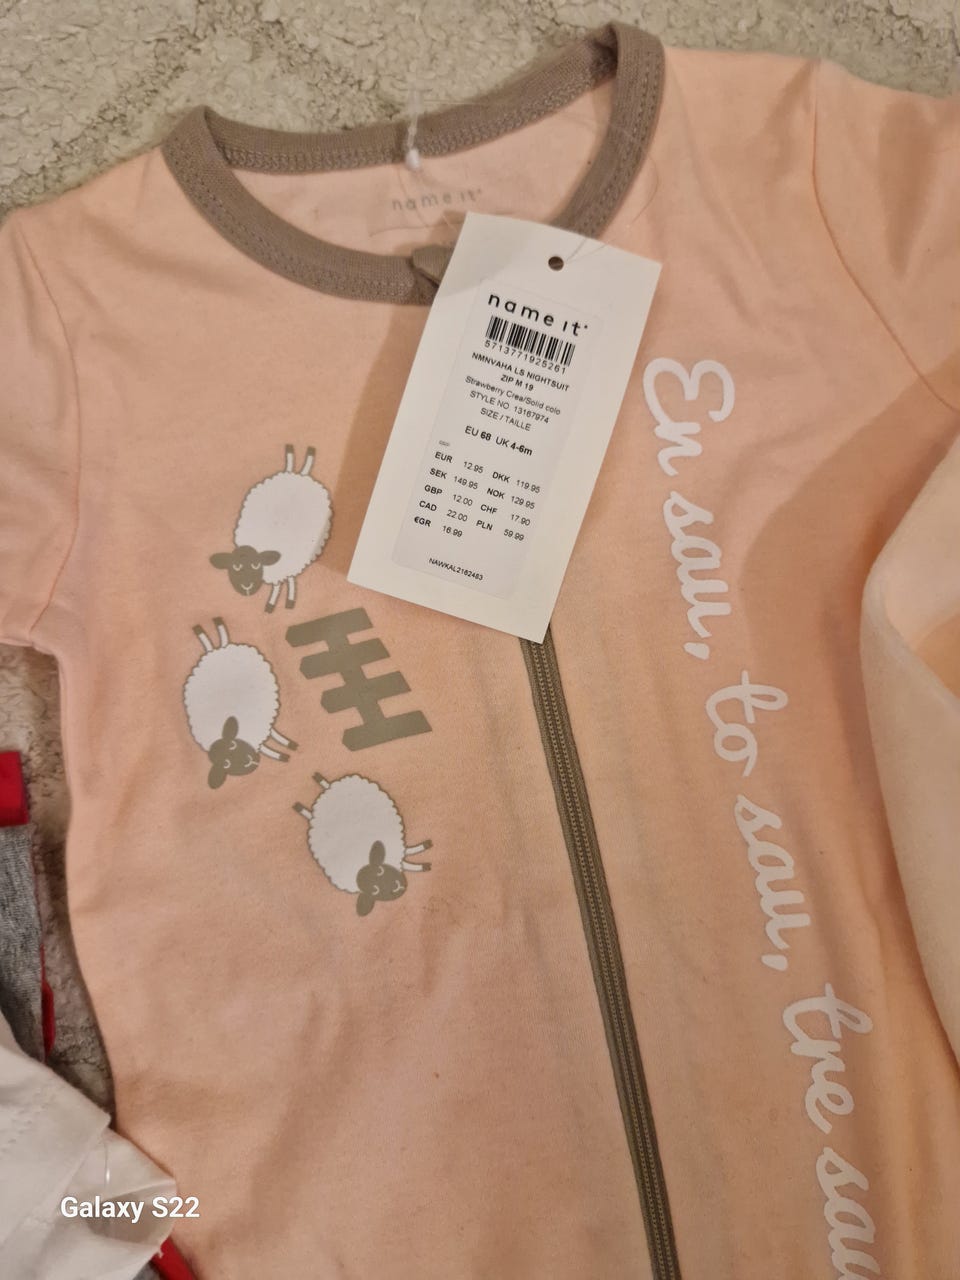 name it
name it
5713771925261
NMNVAHA LS NIGHTSUIT
ZIP M 19
Strawberry Crea/Solid colo
STYLE NO. 13167974
SIZE / TAILLE
EU 68 UK 4-6m
EUR 12.95 DKK 119.95
SEK 149.95 NOK 129.95
GBP 12.00 CHF 17.90
CAD 22.00 PLN 59.99
€GR 16.99
NAWKAL2162483
En sau, to sau, tre sau
Galaxy S22